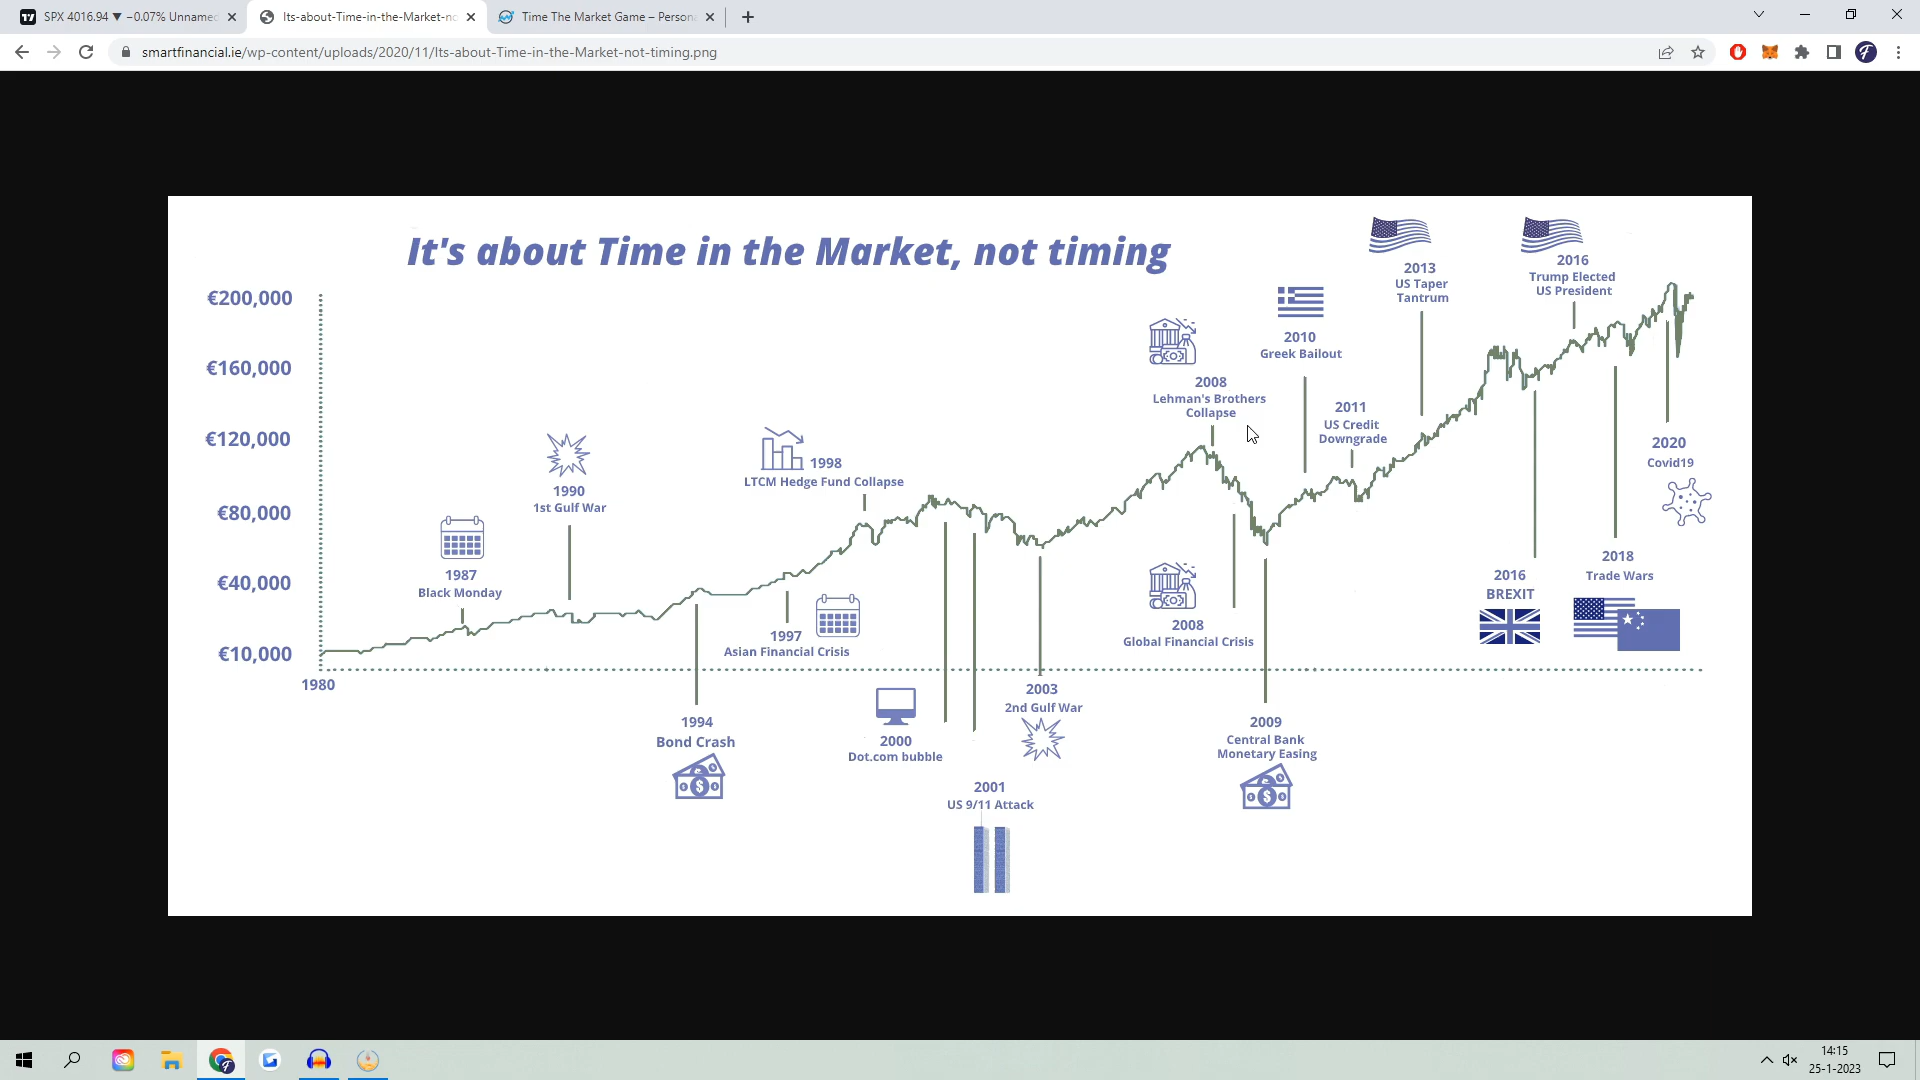 SPX 4016.94 ▼ −0.07% Unnamed
Its-about-Time-in-the-Market-no
Time The Market Game – Person
smartfinancial.ie/wp-content/uploads/2020/11/Its-about-Time-in-the-Market-not-timing.png
It's about Time in the Market, not timing
€200,000
€160,000
€120,000
€80,000
€40,000
€10,000
1980
1987
Black Monday
1990
1st Gulf War
1994
Bond Crash
1997
Asian Financial Crisis
1998
LTCM Hedge Fund Collapse
2000
Dot.com bubble
2001
US 9/11 Attack
2003
2nd Gulf War
2008
Lehman's Brothers
Collapse
2008
Global Financial Crisis
2009
Central Bank
Monetary Easing
2010
Greek Bailout
2011
US Credit
Downgrade
2013
US Taper
Tantrum
2016
BREXIT
2016
Trump Elected
US President
2018
Trade Wars
2020
Covid19
14:15
25-1-2023